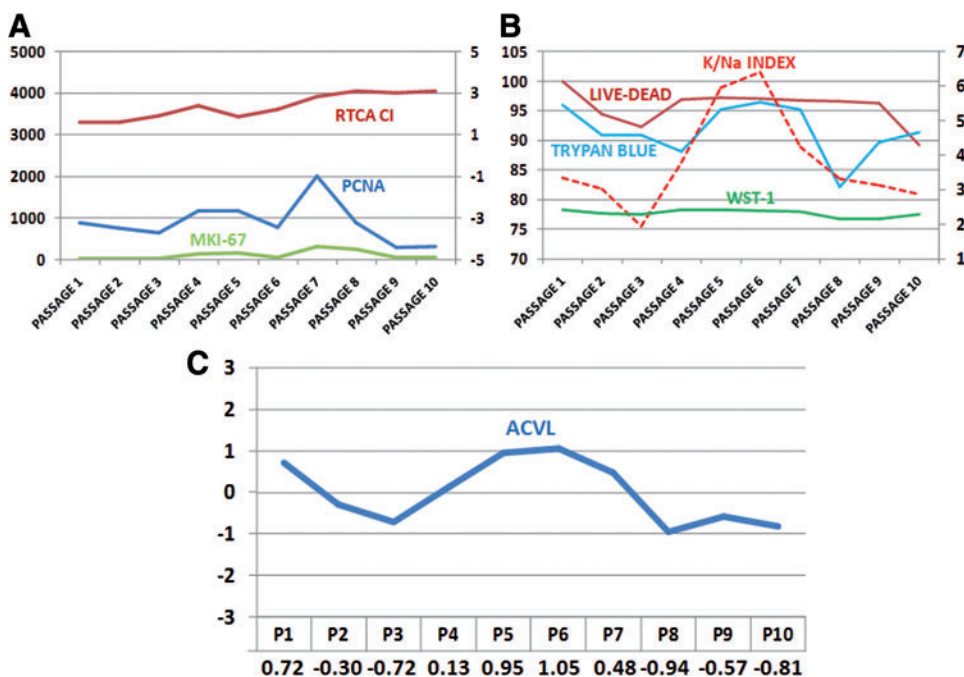 A
5000
4000
3000
2000
1000
0
5
3
1
-1
-3
-5
RTCA CI
PCNA
MKI-67
PASSAGE 1
PASSAGE 2
PASSAGE 3
PASSAGE 4
PASSAGE 5
PASSAGE 6
PASSAGE 7
PASSAGE 8
PASSAGE 9
PASSAGE 10
B
105
100
95
90
85
80
75
70
7
6
5
4
3
2
1
K/Na INDEX
LIVE-DEAD
TRYPAN BLUE
WST-1
PASSAGE 1
PASSAGE 2
PASSAGE 3
PASSAGE 4
PASSAGE 5
PASSAGE 6
PASSAGE 7
PASSAGE 8
PASSAGE 9
PASSAGE 10
C
3
2
1
0
-1
-2
-3
ACVL
P1 P2 P3 P4 P5 P6 P7 P8 P9 P10
0.72 -0.30 -0.72 0.13 0.95 1.05 0.48 -0.94 -0.57 -0.81